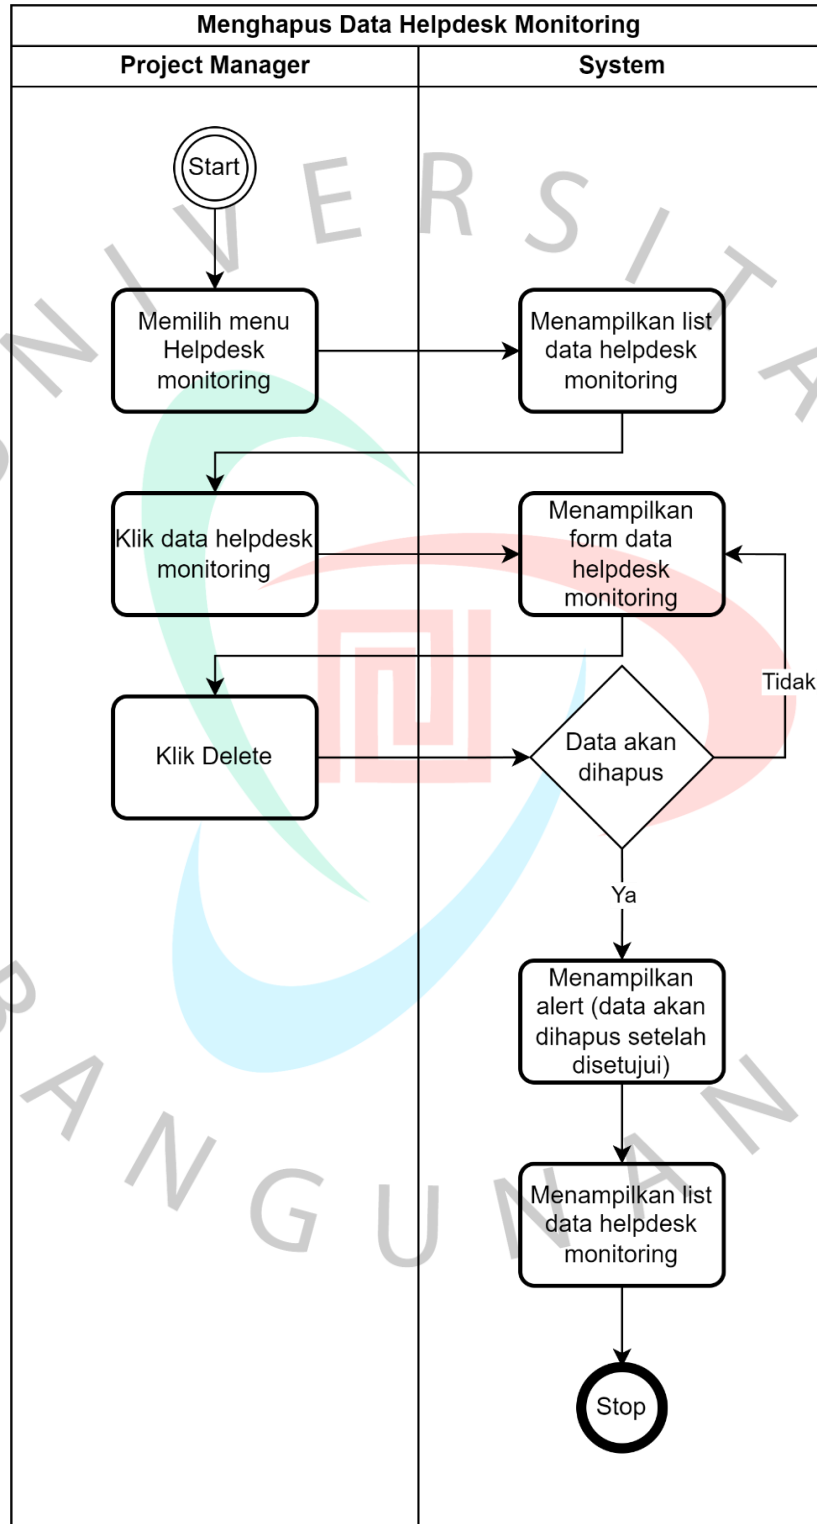 Menghapus Data Helpdesk Monitoring
Project Manager
System
Start
Memilih menu
Helpdesk
monitoring
Menampilkan list
data helpdesk
monitoring
Klik data helpdesk
monitoring
Menampilkan
form data
helpdesk
monitoring
Tidak
Klik Delete
Data akan
dihapus
Ya
Menampilkan
alert (data akan
dihapus setelah
disetujui)
Menampilkan list
data helpdesk
monitoring
Stop
UNIVERSITA
BANGUNAN